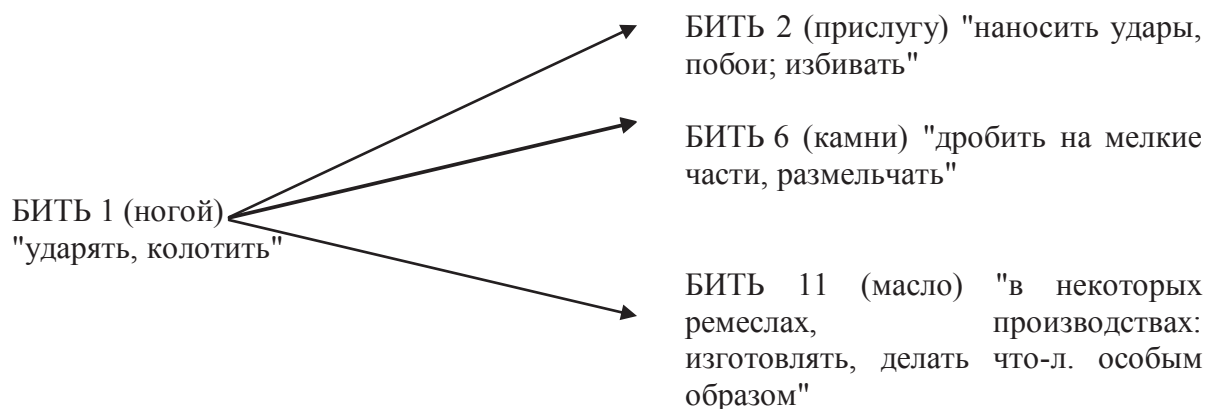 БИТЬ 1 (ногой)
"ударять, колотить"
БИТЬ 2 (прислугу) "наносить удары,
побои; избивать"
БИТЬ 6 (камни) "дробить на мелкие
части, размельчать"
БИТЬ 11 (масло) "в некоторых
ремеслах, производствах:
изготовлять, делать что-л. особым
образом"